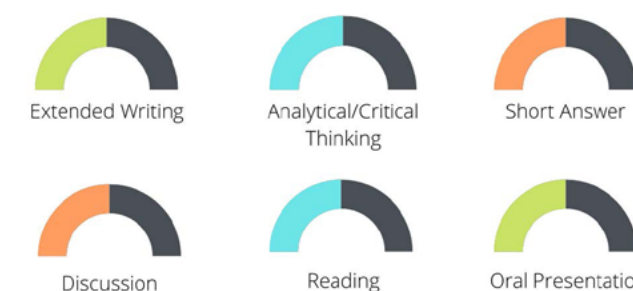 Extended Writing
Analytical/Critical
Thinking
Short Answer
Discussion
Reading
Oral Presentatio